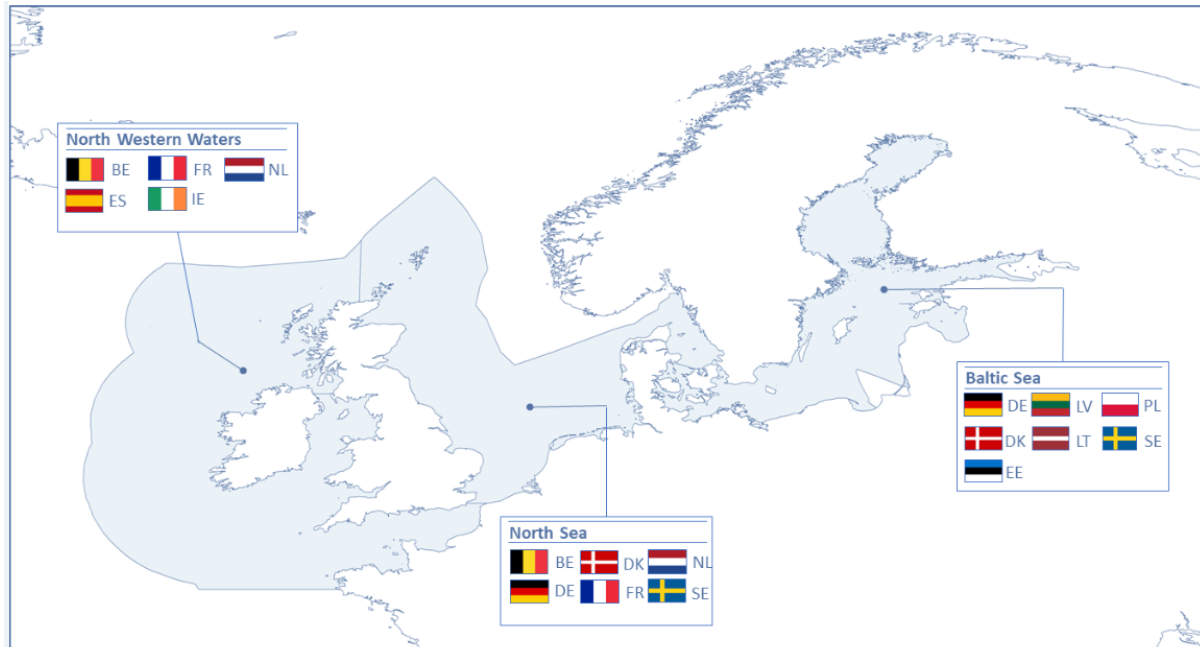 North Western Waters
BE FR NL
ES IE
Baltic Sea
DE LV PL
DK LT SE
EE
North Sea
BE DK NL
DE FR SE